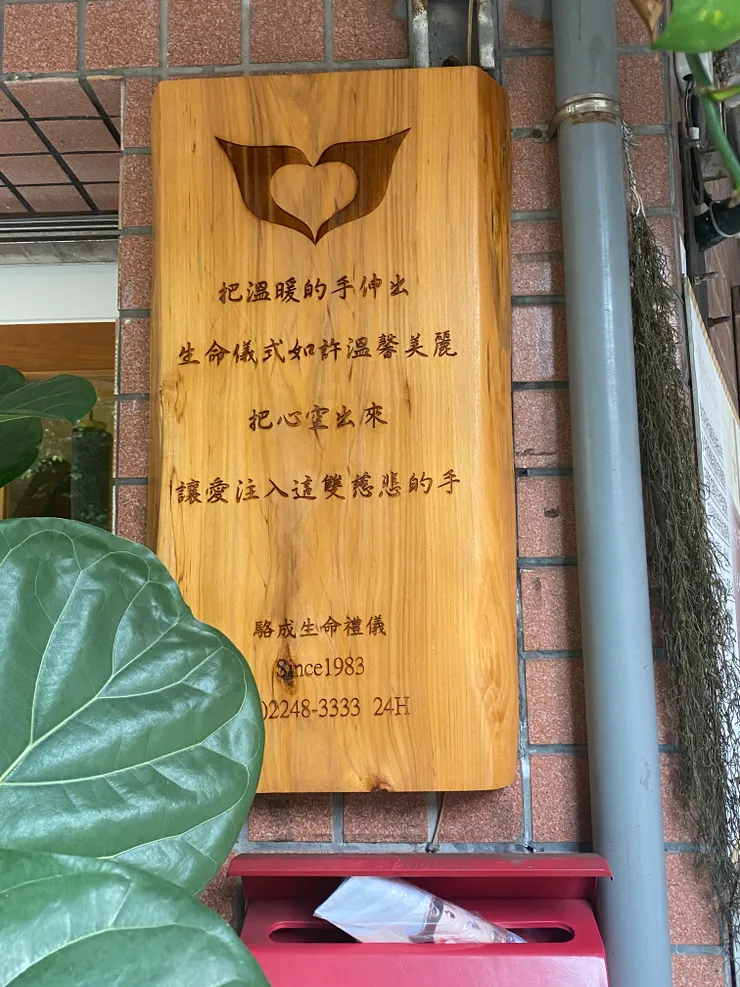 把溫暖的手伸出
生命儀式如許溫馨美麗
把心空出來
讓愛注入這雙慈悲的手
駱成生命禮儀
Since1983
)2248-3333 24H